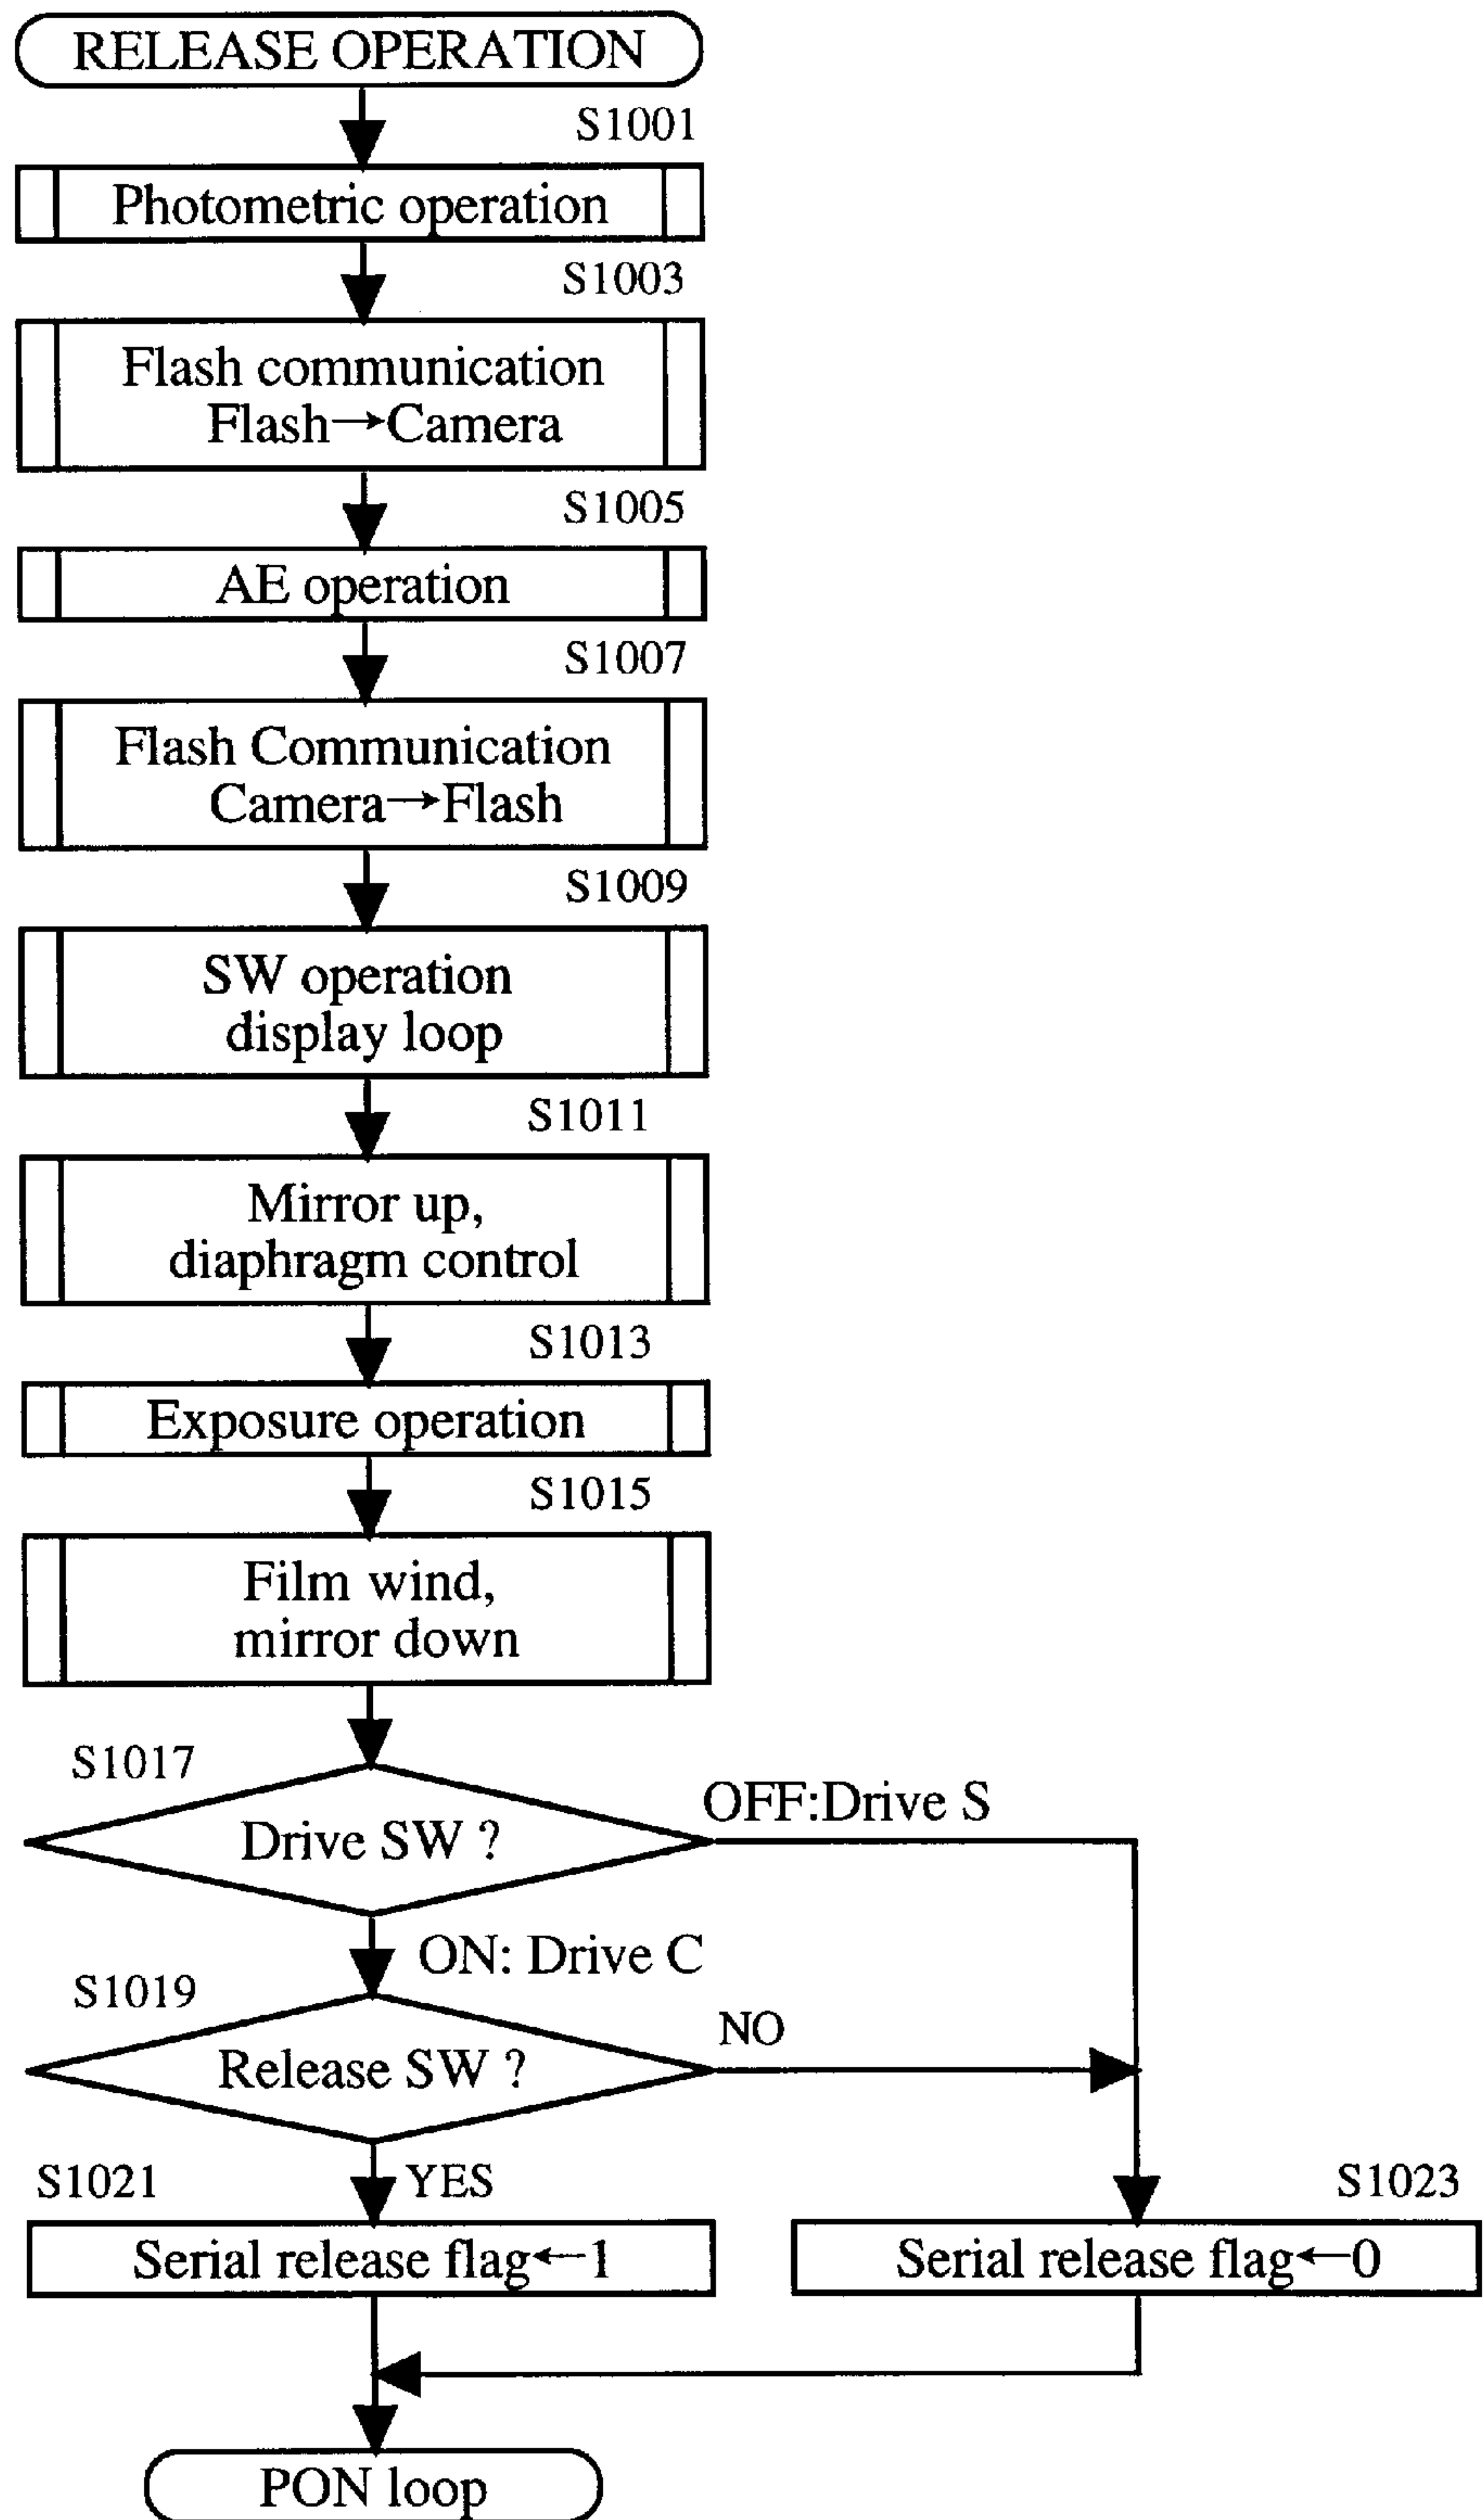 RELEASE OPERATION
S1001
Photometric operation
S1003
Flash communication
Flash→Camera
S1005
AE operation
S1007
Flash Communication
Camera→Flash
S1009
SW operation
display loop
S1011
Mirror up,
diaphragm control
S1013
Exposure operation
S1015
Film wind,
mirror down
S1017
OFF:Drive S
Drive SW ?
ON: Drive C
S1019
NO
Release SW ?
S1021
YES
S1023
Serial release flag←1
Serial release flag←0
PON loop